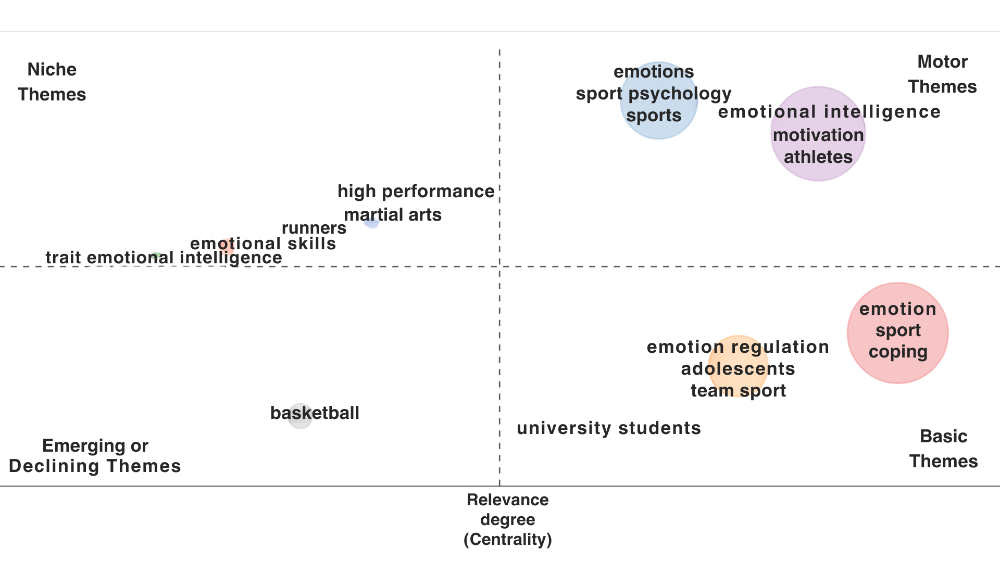 Niche
Themes
emotions
sport psychology
sports
Motor
Themes
emotional intelligence
motivation
athletes
high performance
martial arts
runners
emotional skills
trait emotional intelligence
emotion
sport
coping
emotion regulation
adolescents
team sport
basketball
university students
Emerging or
Declining Themes
Basic
Themes
Relevance
degree
(Centrality)